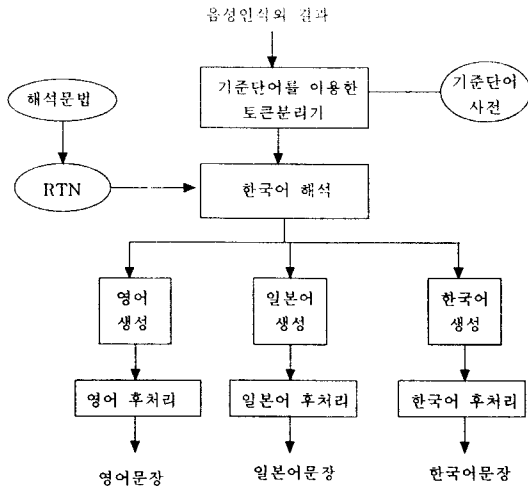 음성인식의 결과
기준단어를 이용한
토큰분리기
기준단어
사전
해석문법
RTN
한국어 해석
영어
생성
일본어
생성
한국어
생성
영어 후처리
일본어 후처리
한국어 후처리
영어문장
일본어문장
한국어문장